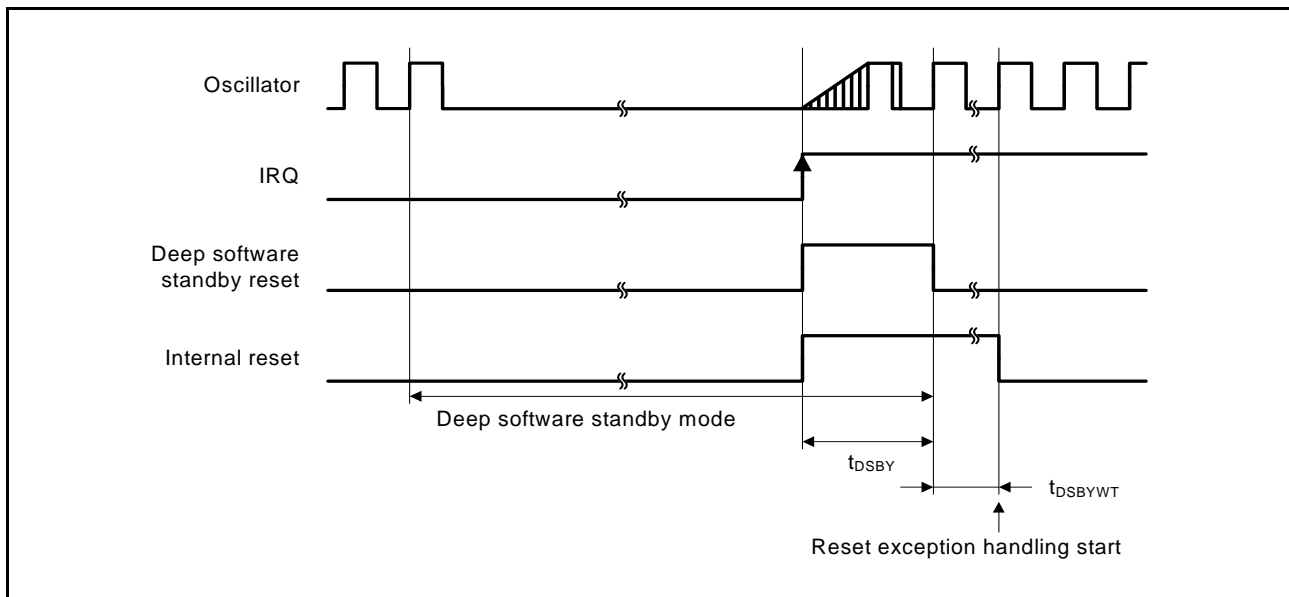 Oscillator
IRQ
Deep software
standby reset
Internal reset
Deep software standby mode
tDSBY
tDSBYWT
Reset exception handling start